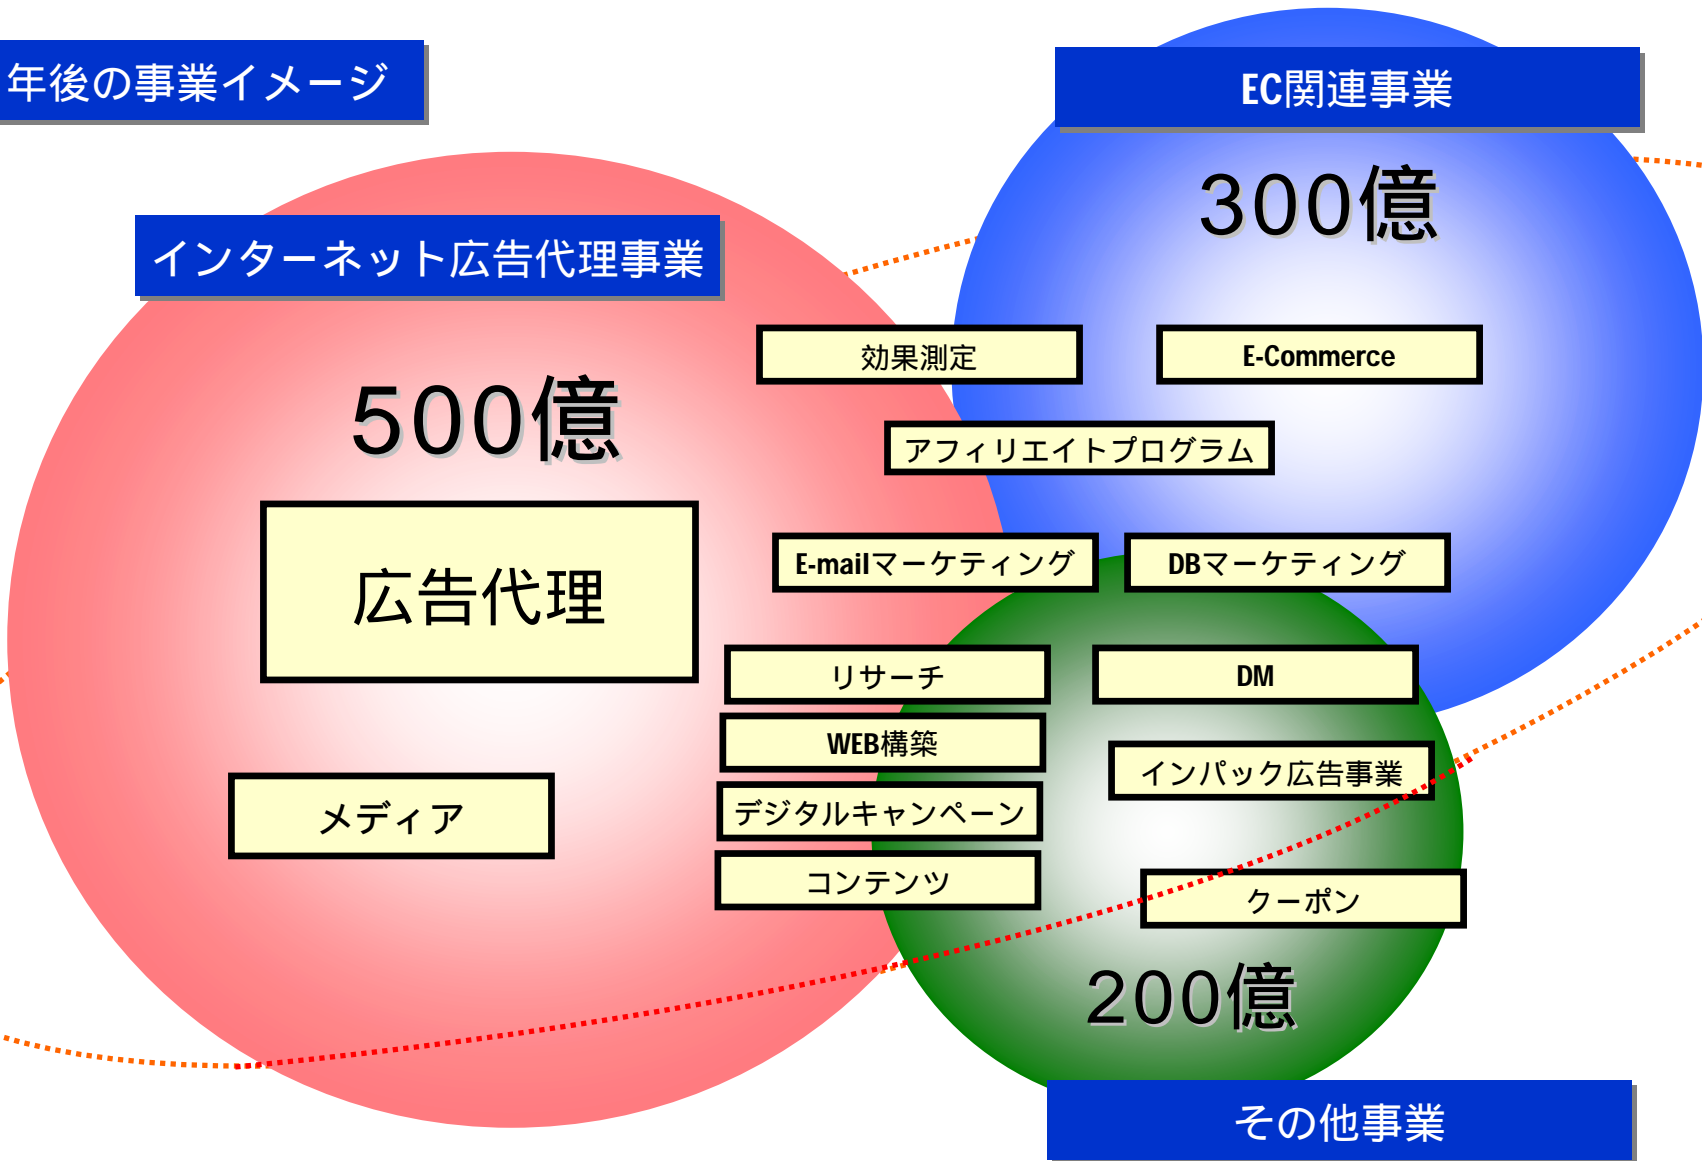 年後の事業イメージ
EC関連事業
300億
インターネット広告代理事業
500億
効果測定
E-Commerce
アフィリエイトプログラム
広告代理
E-mailマーケティング
DBマーケティング
リサーチ
DM
WEB構築
インパック広告事業
メディア
デジタルキャンペーン
コンテンツ
クーポン
200億
その他事業